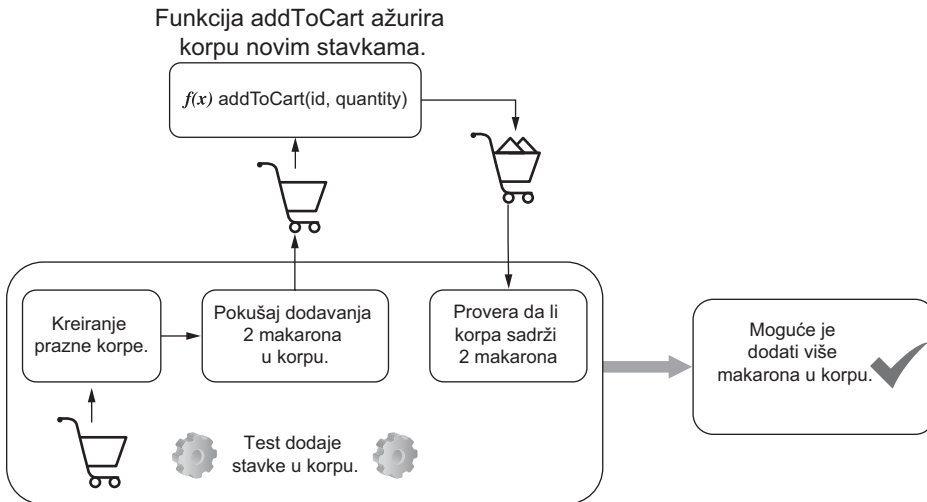 Funkcija addToCart ažurira
korpu novim stavkama.
f(x) addToCart(id, quantity)
Kreiranje
prazne korpe.
Pokušaj dodavanja
2 makarona
u korpu.
Provera da li
korpa sadrži
2 makarona
Moguće je
dodati više
makarona u korpu.
Test dodaje
stavke u korpu.